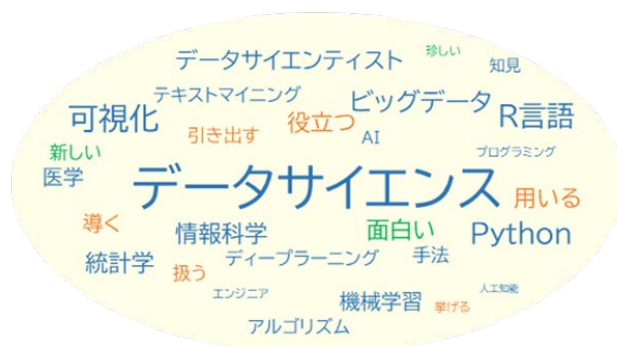 データサイエンティスト
珍しい
知見
テキストマイニング
ビッグデータ
可視化
引き出す
役立つ
AI
R言語
新しい
プログラミング
医学
データサイエンス
用いる
導く
情報科学
面白い
Python
統計学
扱う
ディープラーニング
手法
エンジニア
機械学習
人工知能
挙げる
アルゴリズム